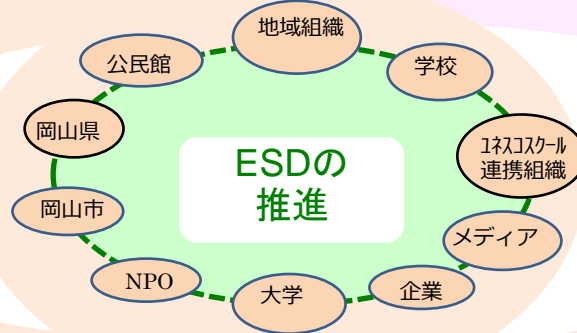 地域組織
公民館
学校
岡山県
ﾕﾈｽｺｽｸｰﾙ
連携組織
ESDの
推進
岡山市
メディア
NPO
大学
企業